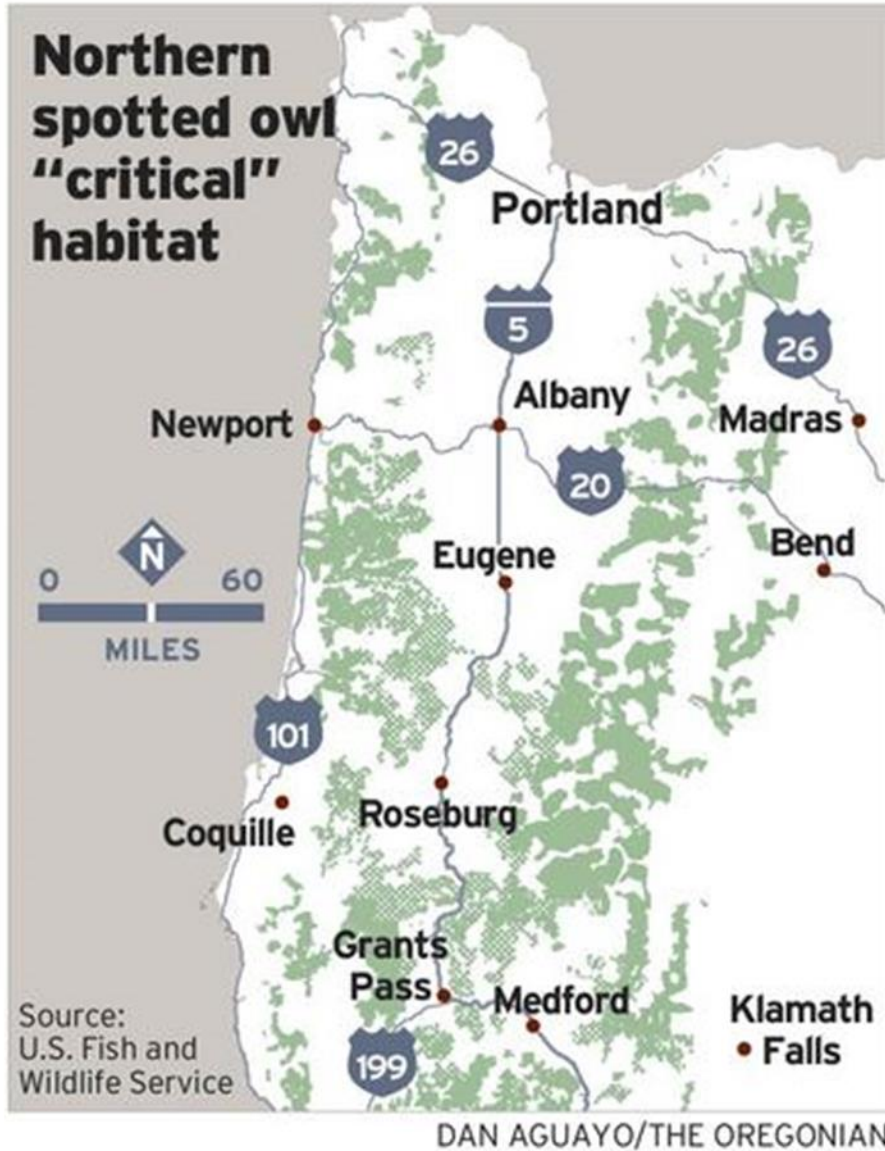 Northern
spotted owl
“critical”
habitat
26
Portland
5
26
Albany
Newport
Madras
20
N
Bend
Eugene
0 60
MILES
101
Roseburg
Coquille
Grants
Pass
Medford
Klamath
Falls
Source:
U.S. Fish and
Wildlife Service
199
DAN AGUAYO/THE OREGONIAN